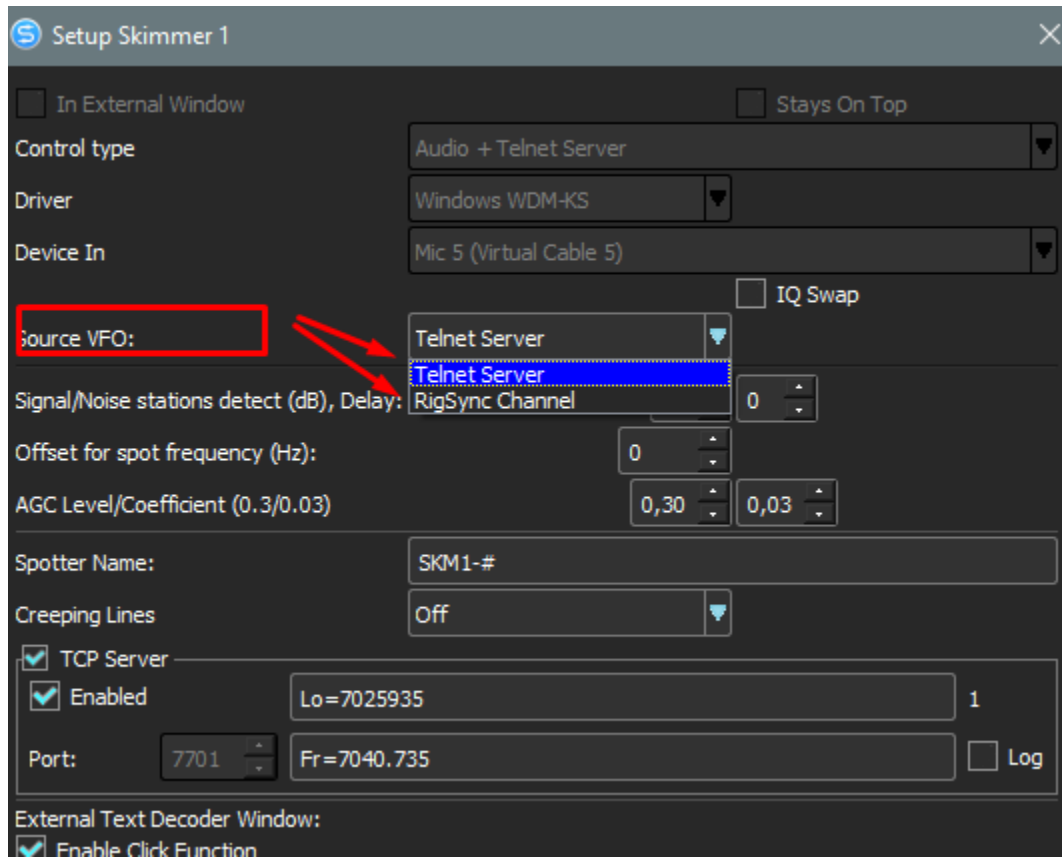 Setup Skimmer 1
In External Window Stays On Top
Control type Audio + Telnet Server
Driver Windows WDM-KS
Device In Mic 5 (Virtual Cable 5)
IQ Swap
Source VFO: Telnet Server
Telnet Server
Signal/Noise stations detect (dB), Delay: RigSync Channel 0
Offset for spot frequency (Hz): 0
AGC Level/Coefficient (0.3/0.03) 0,30 0,03
Spotter Name: SKM1-#
Creeping Lines Off
TCP Server
Enabled Lo=7025935 1
Port: 7701 Fr=7040.735 Log
External Text Decoder Window:
Enable Click Function